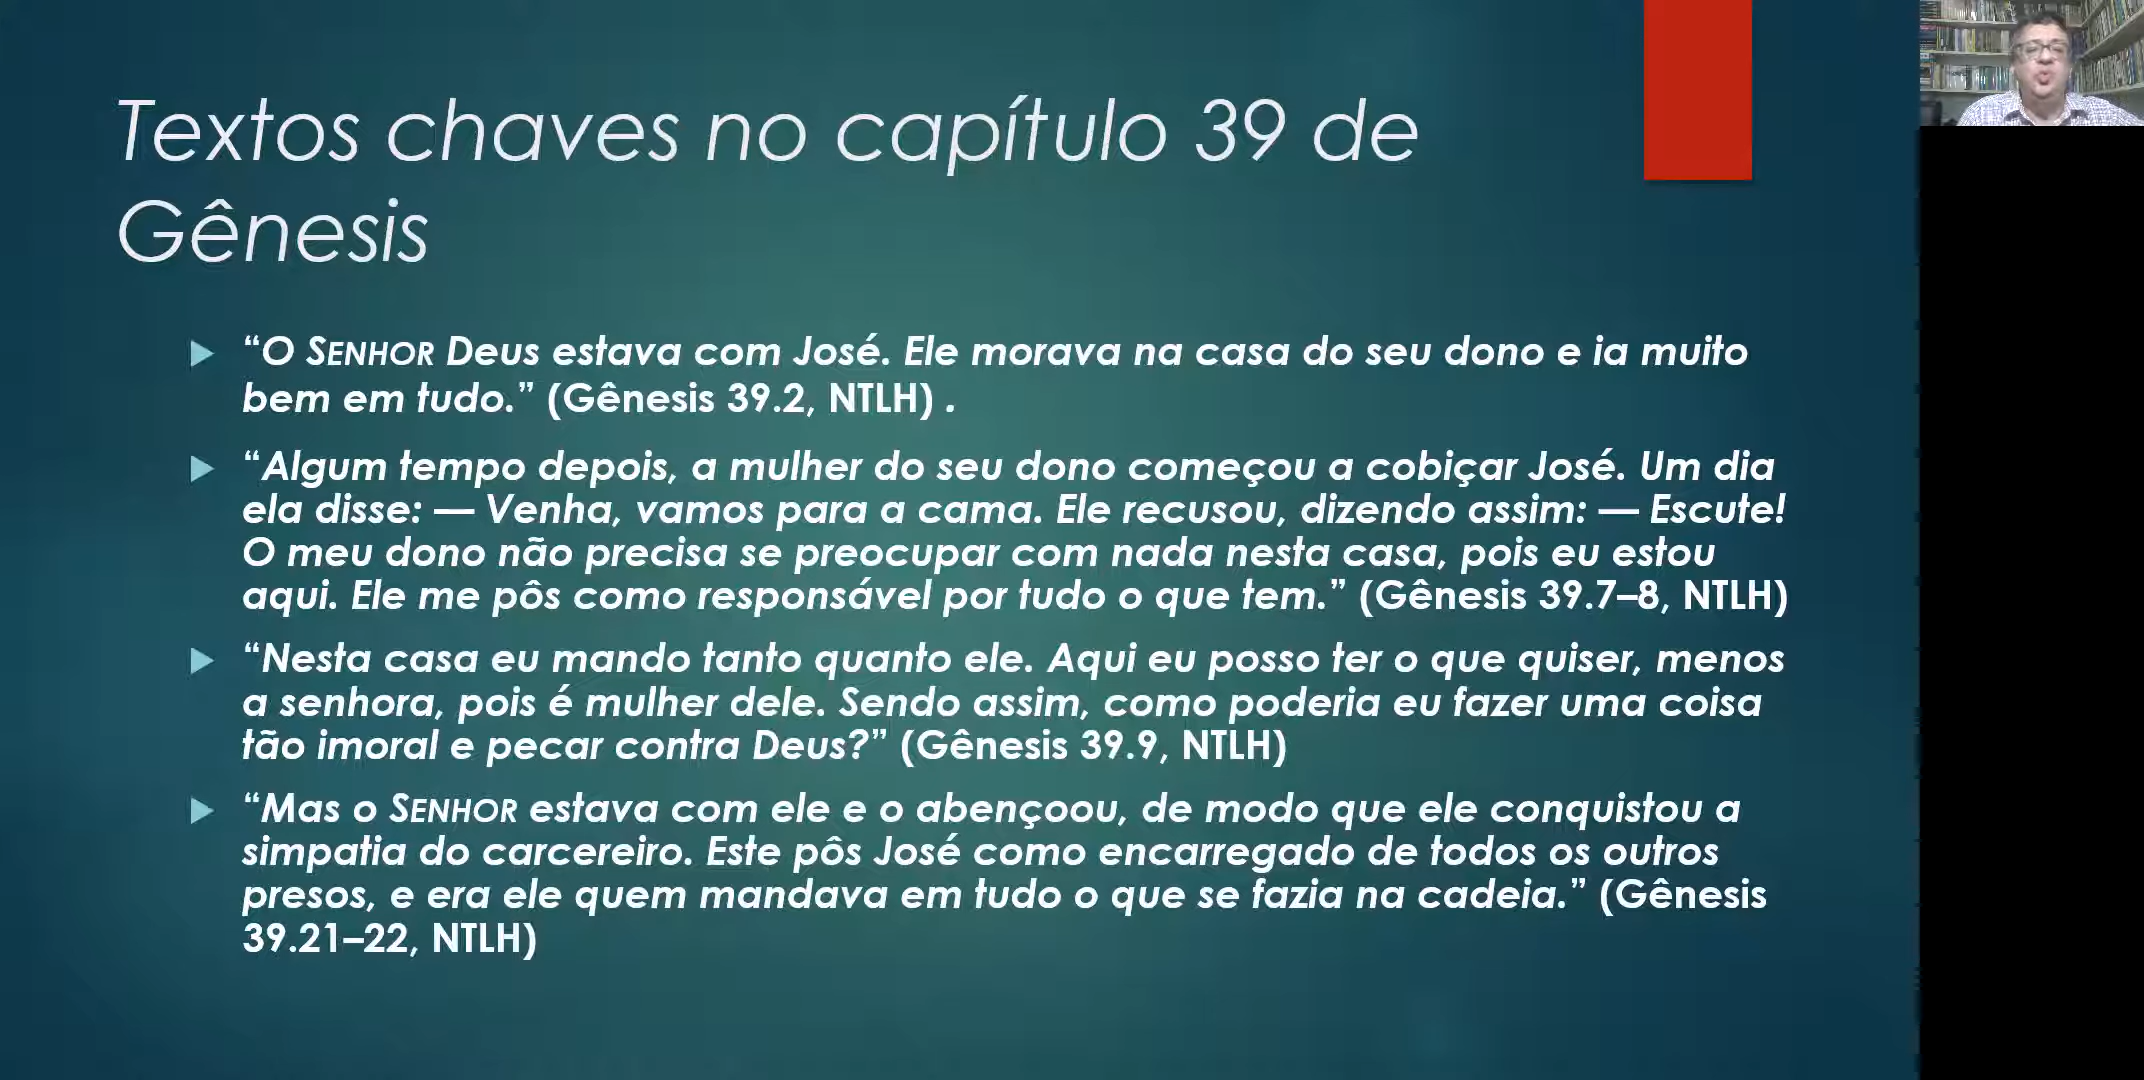 Textos chaves no capítulo 39 de
Gênesis
“O SENHOR Deus estava com José. Ele morava na casa do seu dono e ia muito
bem em tudo.” (Gênesis 39.2, NTLH) .
“Algum tempo depois, a mulher do seu dono começou a cobiçar José. Um dia
ela disse: — Venha, vamos para a cama. Ele recusou, dizendo assim: — Escute!
O meu dono não precisa se preocupar com nada nesta casa, pois eu estou
aqui. Ele me pôs como responsável por tudo o que tem.” (Gênesis 39.7–8, NTLH)
“Nesta casa eu mando tanto quanto ele. Aqui eu posso ter o que quiser, menos
a senhora, pois é mulher dele. Sendo assim, como poderia eu fazer uma coisa
tão imoral e pecar contra Deus?” (Gênesis 39.9, NTLH)
“Mas o SENHOR estava com ele e o abençoou, de modo que ele conquistou a
simpatia do carcereiro. Este pôs José como encarregado de todos os outros
presos, e era ele quem mandava em tudo o que se fazia na cadeia.” (Gênesis
39.21–22, NTLH)